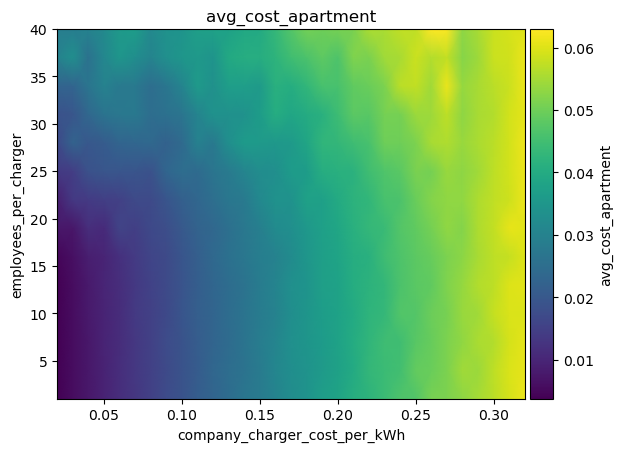 avg_cost_apartment
40
35
30
25
20
15
10
5
employees_per_charger
0.05 0.10 0.15 0.20 0.25 0.30
company_charger_cost_per_kWh
0.06
0.05
0.04
0.03
0.02
0.01
avg_cost_apartment